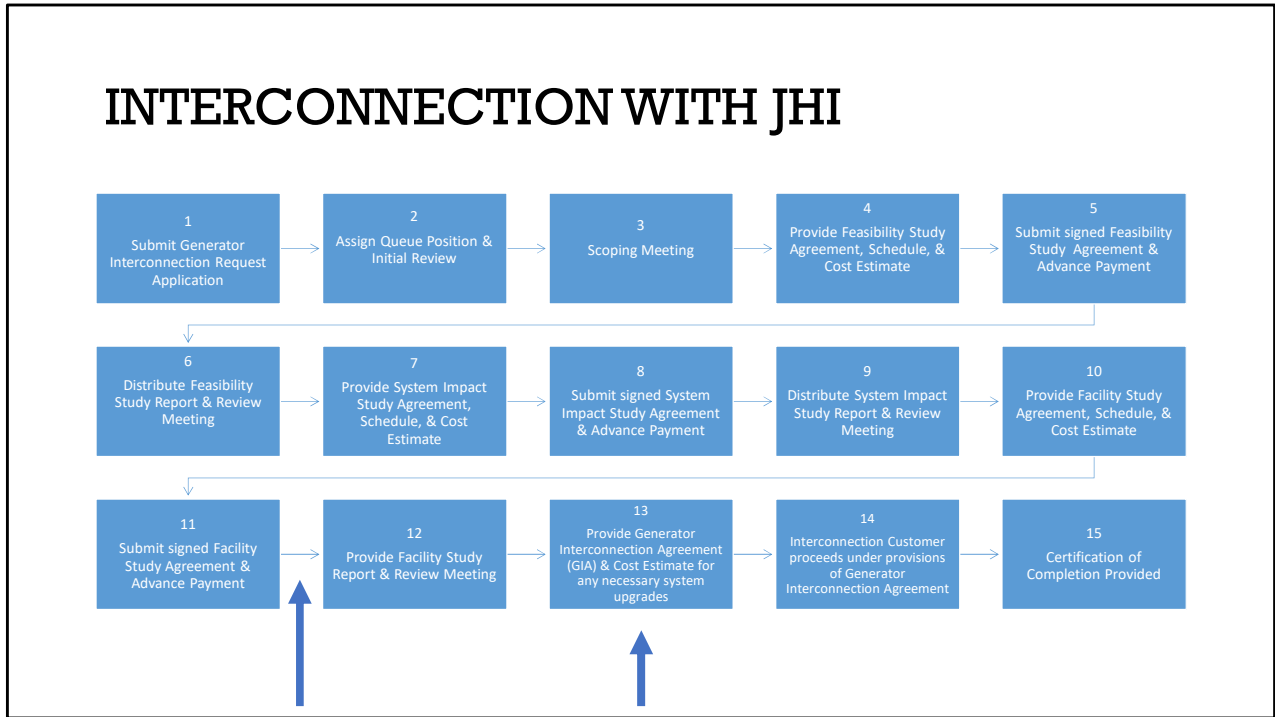 INTERCONNECTION WITH JHI
1
Submit Generator
Interconnection Request
Application
2
Assign Queue Position &
Initial Review
3
Scoping Meeting
4
Provide Feasibility Study
Agreement, Schedule, &
Cost Estimate
5
Submit signed Feasibility
Study Agreement &
Advance Payment
6
Distribute Feasibility
Study Report & Review
Meeting
7
Provide System Impact
Study Agreement,
Schedule, & Cost
Estimate
8
Submit signed System
Impact Study Agreement
& Advance Payment
9
Distribute System Impact
Study Report & Review
Meeting
10
Provide Facility Study
Agreement, Schedule, &
Cost Estimate
11
Submit signed Facility
Study Agreement &
Advance Payment
12
Provide Facility Study
Report & Review Meeting
13
Provide Generator
Interconnection Agreement
(GIA) & Cost Estimate for
any necessary system
upgrades
14
Interconnection Customer
proceeds under provisions
of Generator
Interconnection Agreement
15
Certification of
Completion Provided